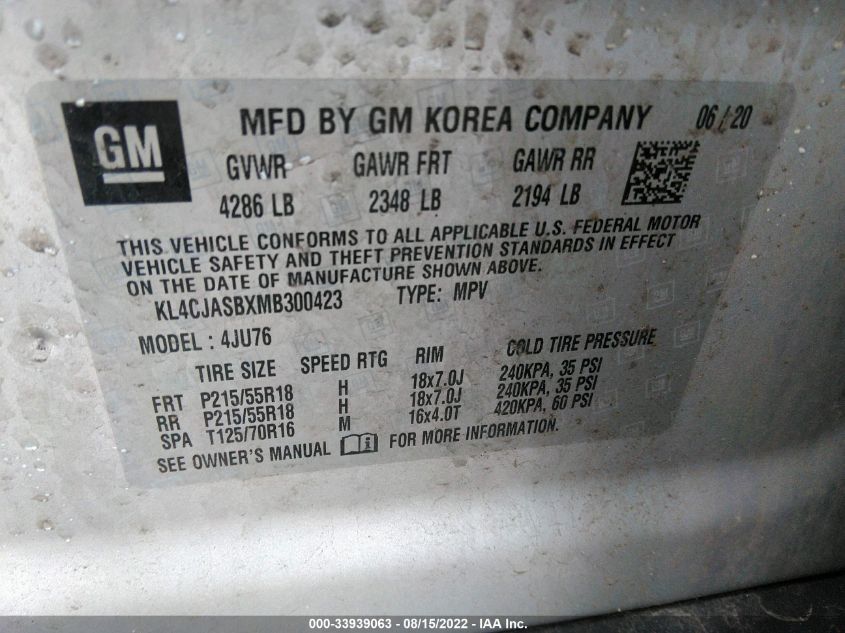 GM
MFD BY GM KOREA COMPANY 06/20
GVWR GAWR FRT GAWR RR
4286 LB 2348 LB 2194 LB
THIS VEHICLE CONFORMS TO ALL APPLICABLE U.S. FEDERAL MOTOR
VEHICLE SAFETY AND THEFT PREVENTION STANDARDS IN EFFECT
ON THE DATE OF MANUFACTURE SHOWN ABOVE.
KL4CJASBXMB300423 TYPE: MPV
MODEL : 4JU76
TIRE SIZE SPEED RTG RIM COLD TIRE PRESSURE
FRT P215/55R18 H 18x7.0J 240KPA, 35 PSI
RR P215/55R18 H 18x7.0J 240KPA, 35 PSI
SPA T125/70R16 M 16x4.0T 420KPA, 60 PSI
SEE OWNER'S MANUAL i FOR MORE INFORMATION.
000-33939063 - 08/15/2022 - IAA Inc.